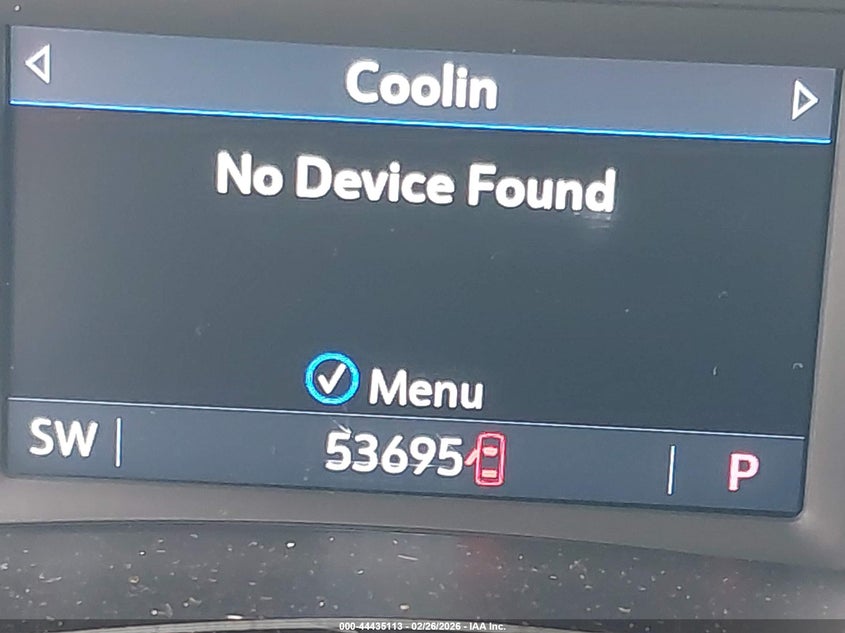 Coolin
No Device Found
Menu
SW 53695 P
000-44435113 - 02/26/2026 - IAA Inc.